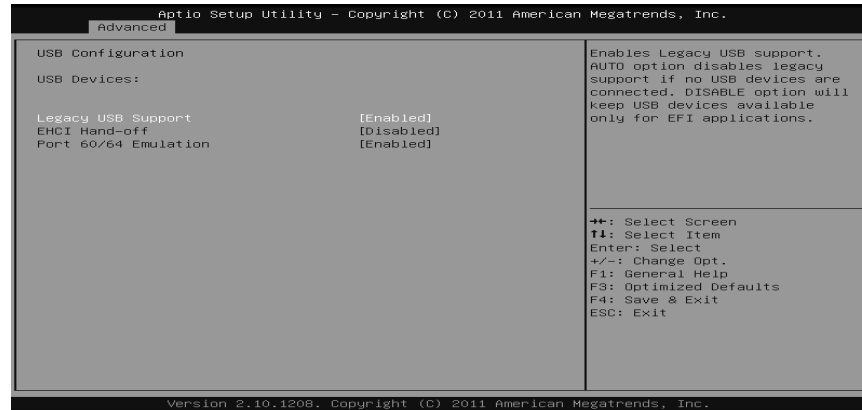 Aptio Setup Utility – Copyright (C) 2011 American Megatrends, Inc.
Advanced
USB Configuration
USB Devices:
Legacy USB Support [Enabled]
EHCI Hand-off [Disabled]
Port 60/64 Emulation [Enabled]
Enables Legacy USB support.
AUTO option disables legacy
support if no USB devices are
connected. DISABLE option will
keep USB devices available
only for EFI applications.
→←: Select Screen
↑↓: Select Item
Enter: Select
+/-: Change Opt.
F1: General Help
F3: Optimized Defaults
F4: Save & Exit
ESC: Exit
Version 2.10.1208. Copyright (C) 2011 American Megatrends, Inc.